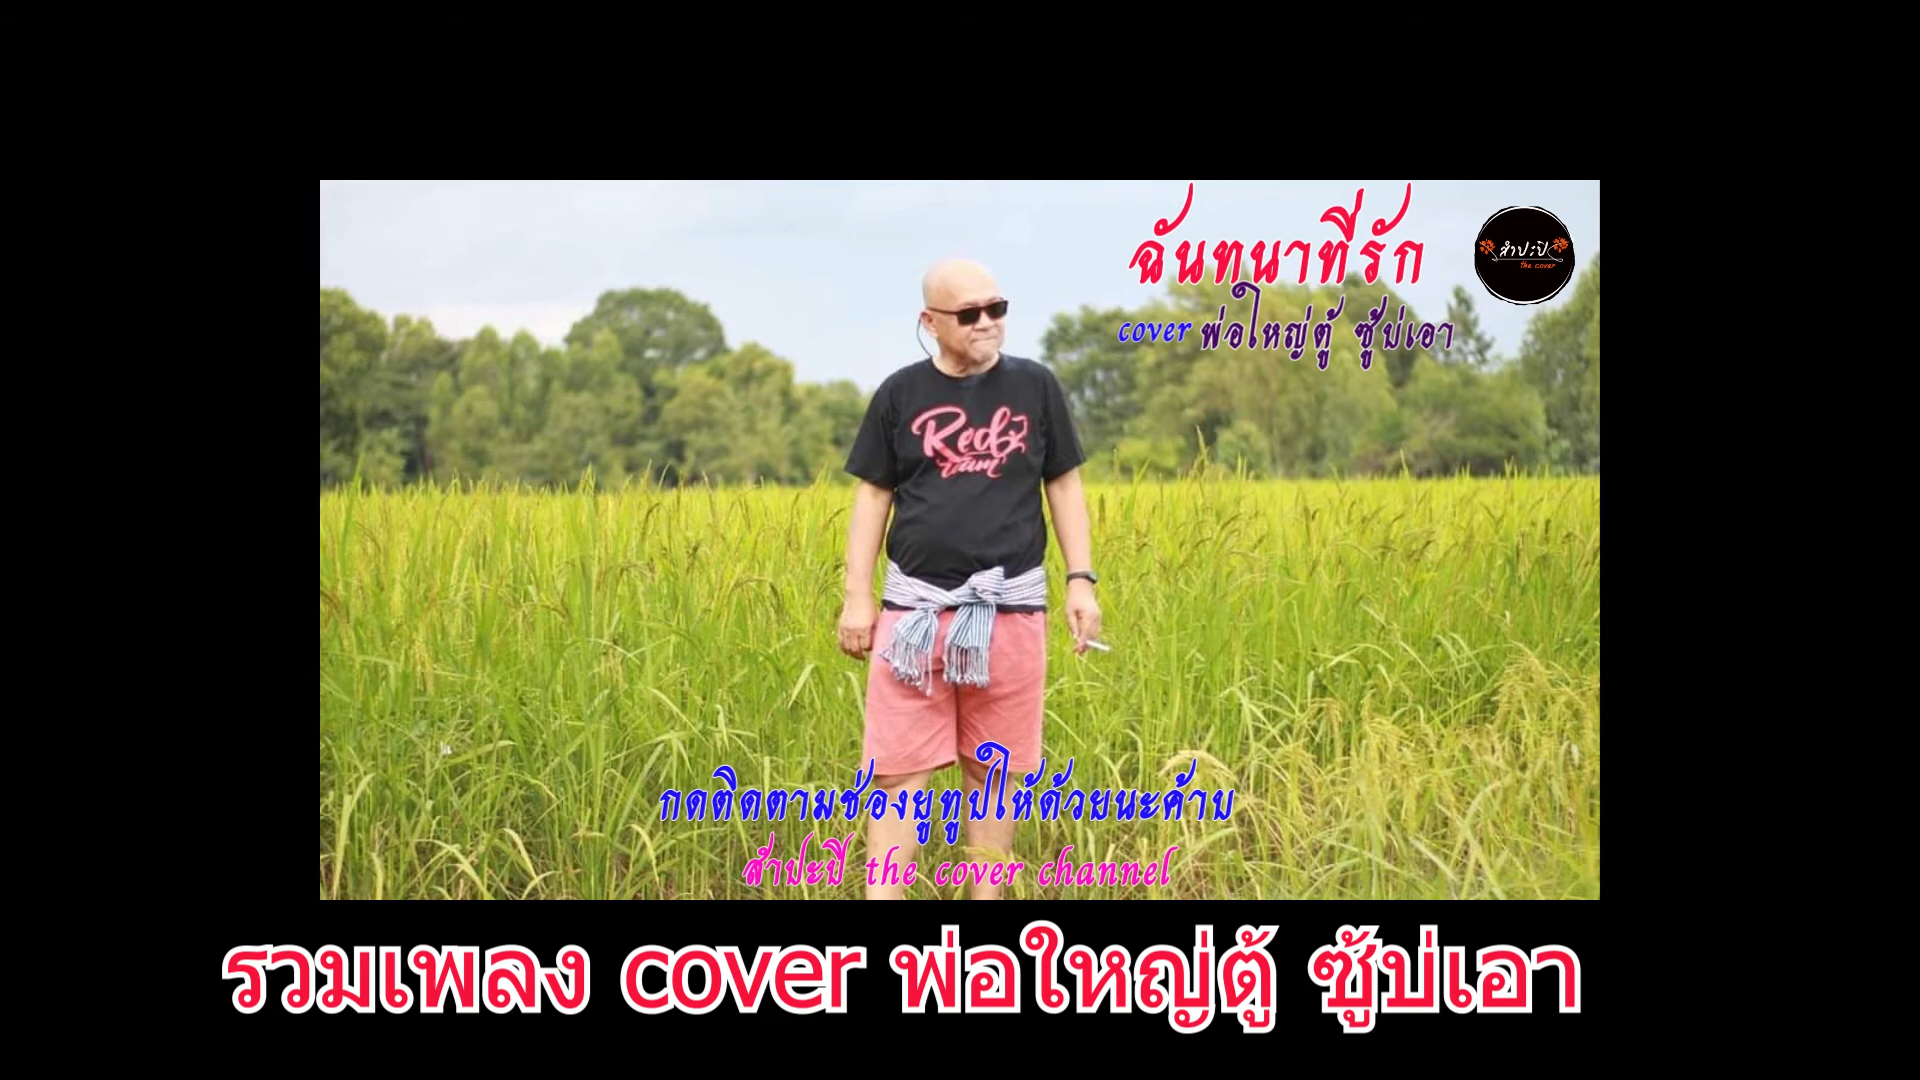 ฉันทนาที่รัก
สำปะปิ
the cover
cover พ่อใหญ่ตู้ ซู้บ่เอา
Red
กดติดตามช่องยูทูปให้ด้วยนะค้าบ
สำปะปิ the cover channel
รวมเพลง cover พ่อใหญ่ตู้ ซู้บ่เอา